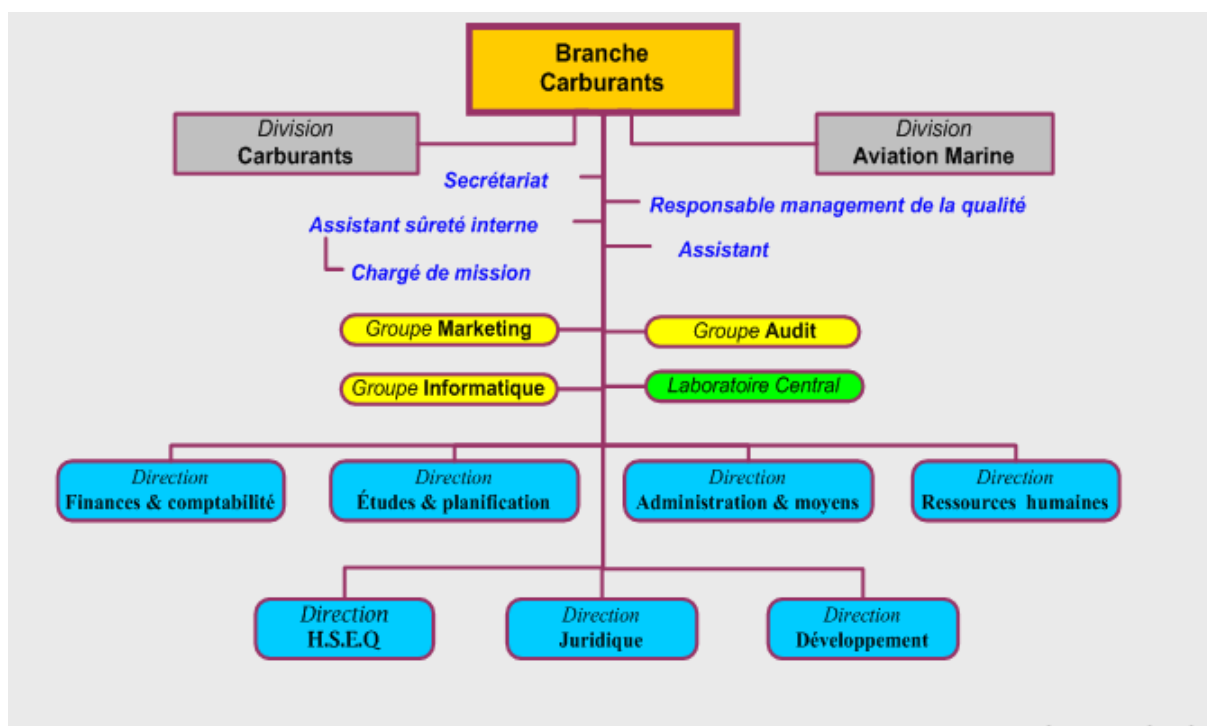 Branche
Carburants
Division
Carburants
Division
Aviation Marine
Secrétariat
Responsable management de la qualité
Assistant sûreté interne
Assistant
Chargé de mission
Groupe Marketing
Groupe Audit
Groupe Informatique
Laboratoire Central
Direction
Finances & comptabilité
Direction
Études & planification
Direction
Administration & moyens
Direction
Ressources humaines
Direction
H.S.E.Q
Direction
Juridique
Direction
Développement